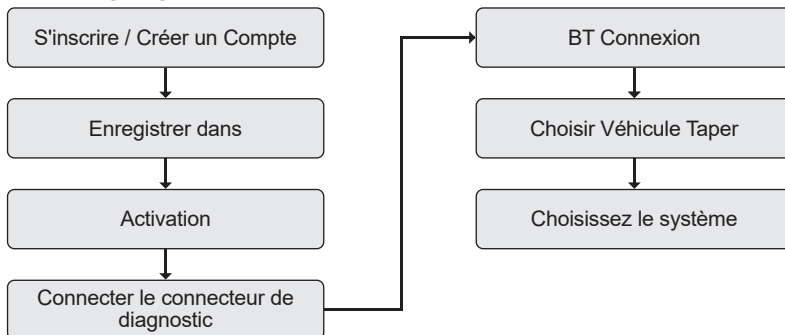 S'inscrire / Créer un Compte
Enregistrer dans
Activation
Connecter le connecteur de
diagnostic
BT Connexion
Choisir Véhicule Taper
Choisissez le système